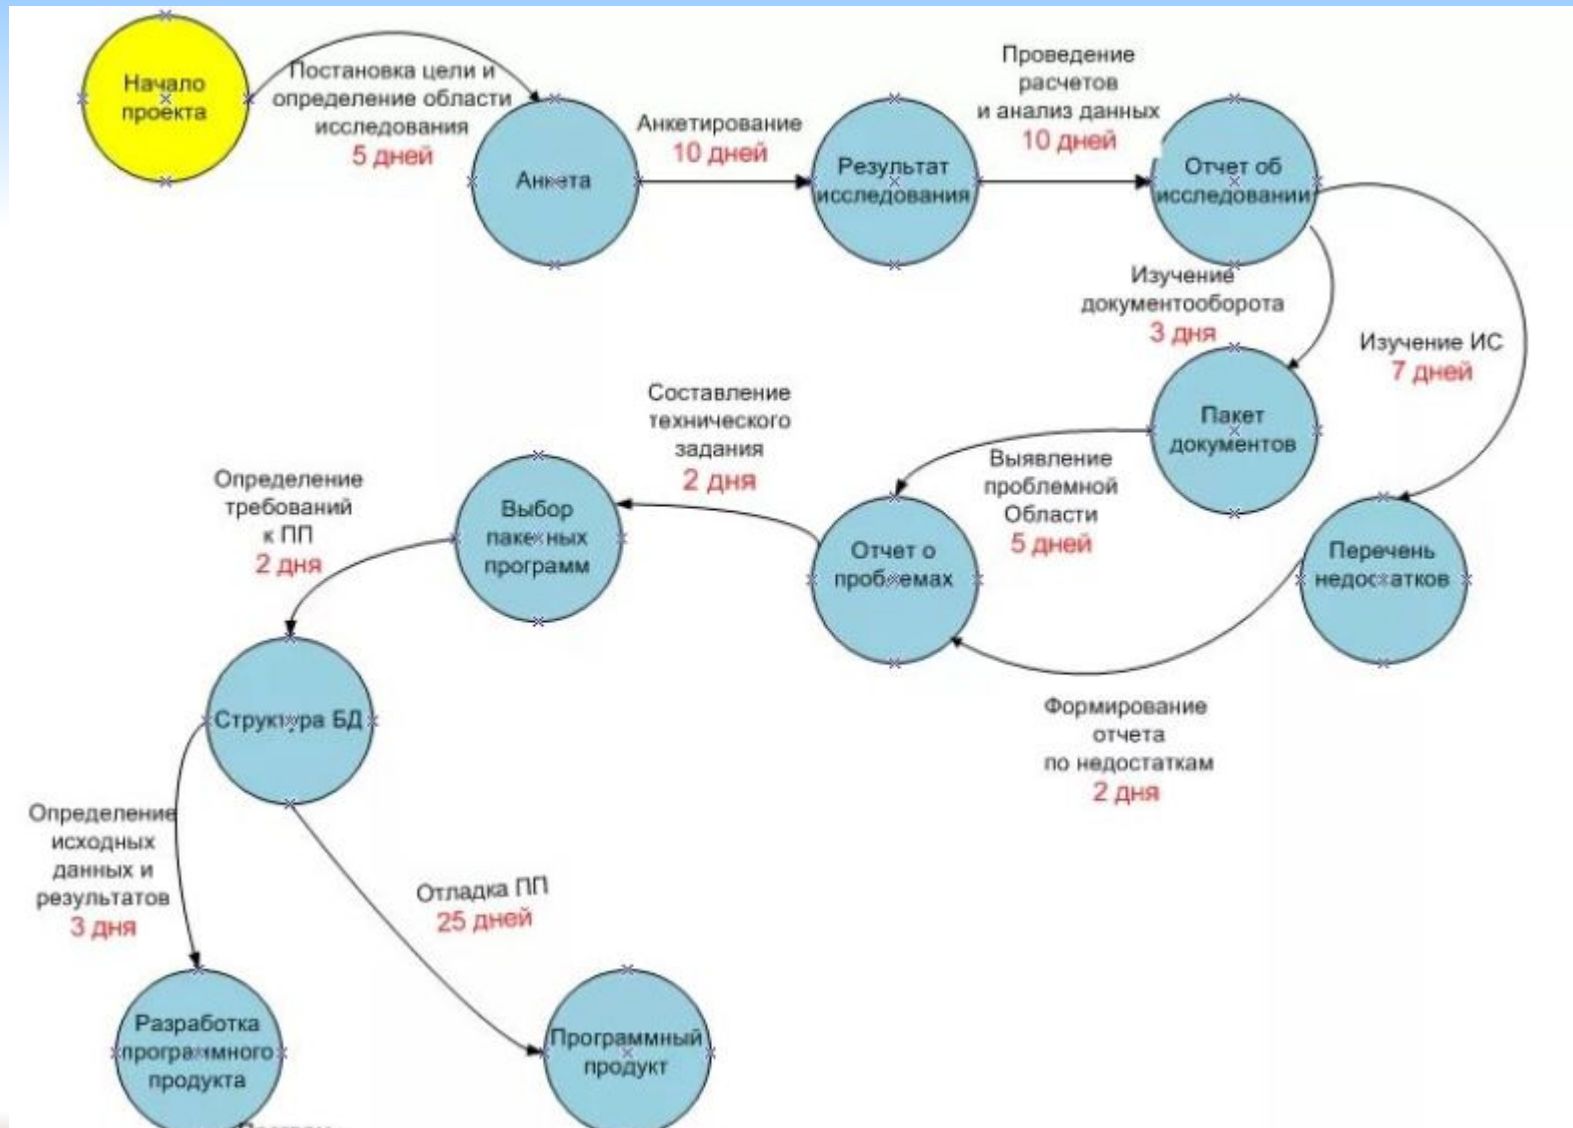 Начало
проекта
Постановка цели и
определение области
исследования
5 дней
Анкета
Анкетирование
10 дней
Результат
исследования
Проведение
расчетов
и анализ данных
10 дней
Отчет об
исследовании
Изучение
документооборота
3 дня
Изучение ИС
7 дней
Пакет
документов
Выявление
проблемной
Области
5 дней
Перечень
недостатков
Формирование
отчета
по недостаткам
2 дня
Отчет о
проблемах
Составление
технического
задания
2 дня
Выбор
пакетных
программ
Определение
требований
к ПП
2 дня
Структура БД
Определение
исходных
данных и
результатов
3 дня
Отладка ПП
25 дней
Разработка
программного
продукта
Программный
продукт